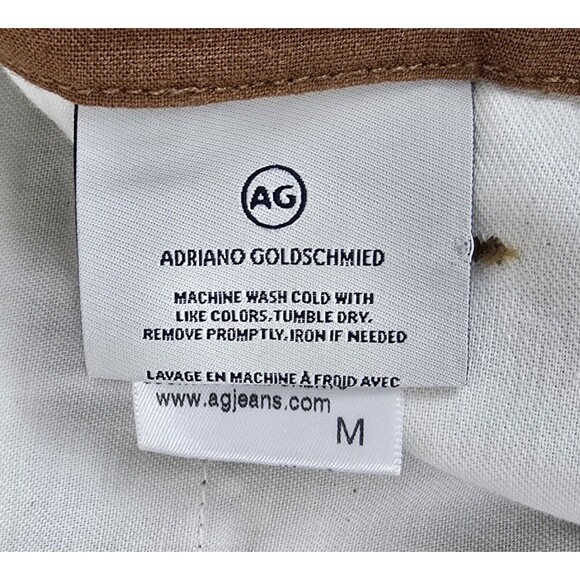 AG
ADRIANO GOLDSCHMIED
MACHINE WASH COLD WITH
LIKE COLORS.TUMBLE DRY.
REMOVE PROMPTLY.IRON IF NEEDED
LAVAGE EN MACHINE À FROID AVEC
www.agjeans.com
M